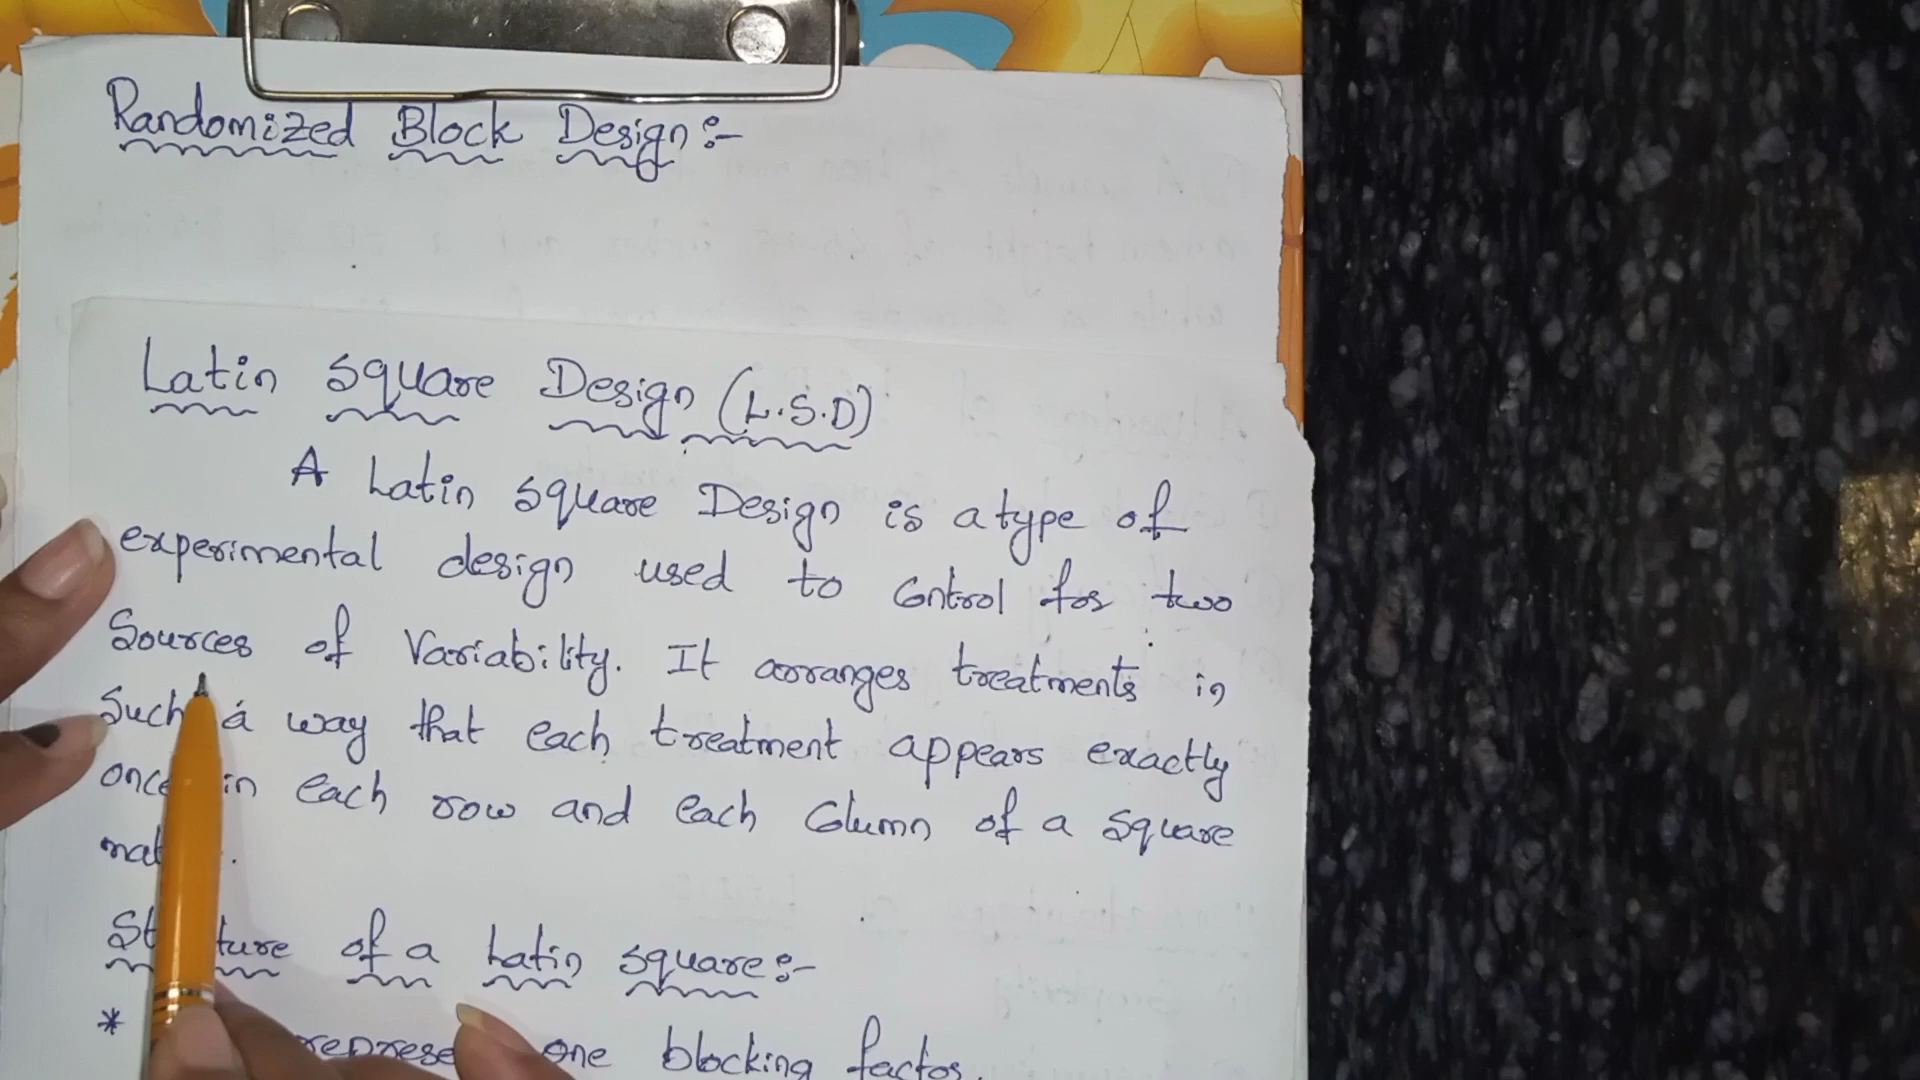 Randomized Block Design:-
Latin Square Design (L.S.D)
A Latin Square Design is a type of
experimental design used to control for two
Sources of Variability. It arranges treatments in
Such a way that each treatment appears exactly
once in each row and each Column of a square
of a Latin square:-
* one blocking factor.